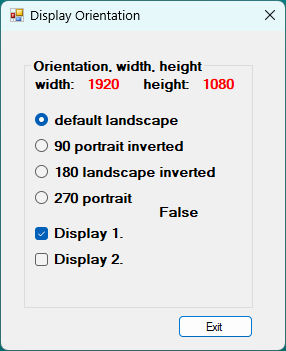 Display Orientation
Orientation, width, height
width: 1920 height: 1080
default landscape
90 portrait inverted
180 landscape inverted
270 portrait
False
Display 1.
Display 2.
Exit